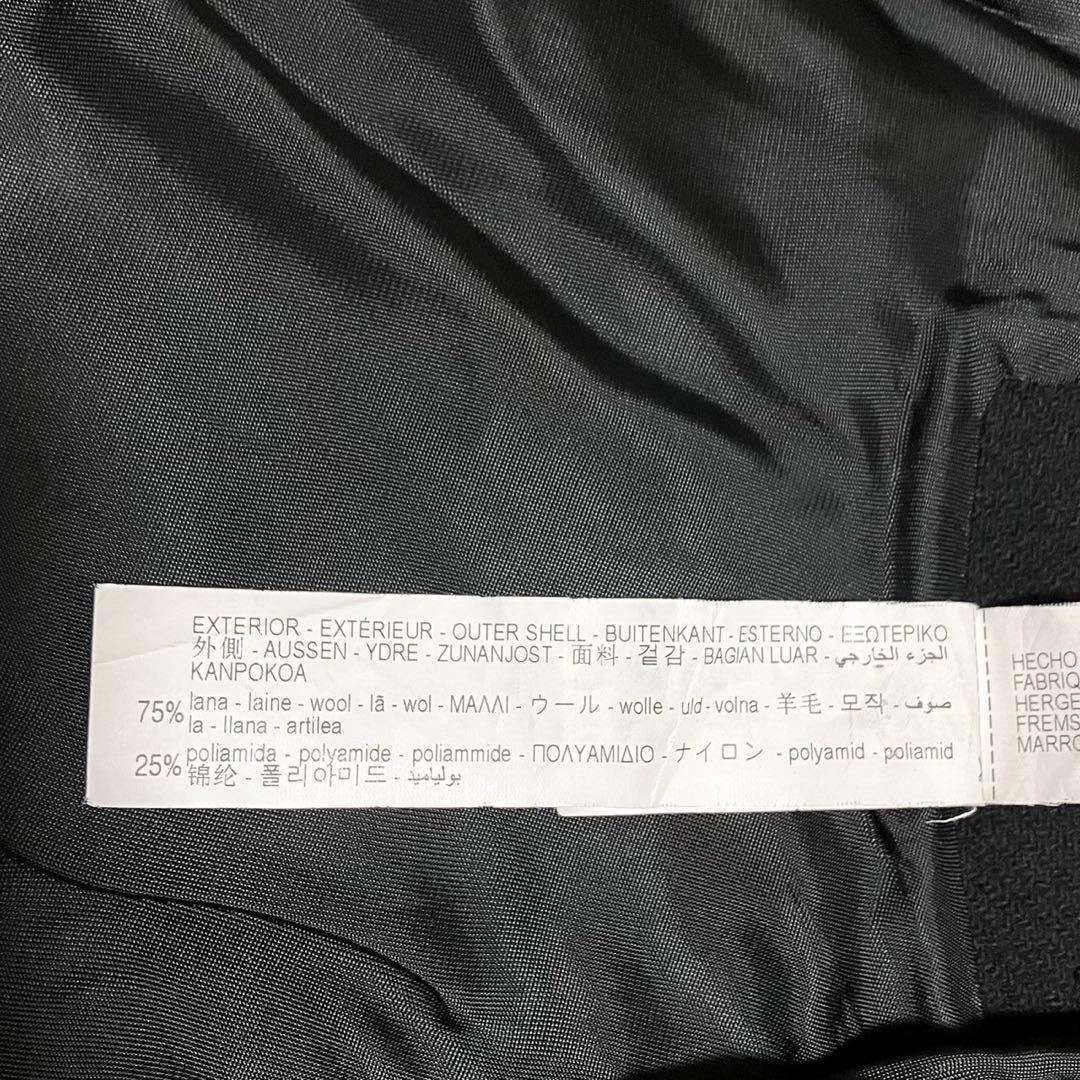 EXTERIOR - EXTÉRIEUR - OUTER SHELL - BUITENKANT - ESTERNO - ΕΞΩΤΕΡΙΚΟ
外側 - AUSSEN - YDRE - ZUNANJOST - 面料 - 겉감 - BAGIAN LUAR - الجزء الخارجي -
KANPOKOA
75% lana - laine - wool - lã - wol - ΜΑΛΛΙ - ウール - wolle - uld - volna - 羊毛 - 모직 - صوف -
la - llana - artilea
25% poliamida - polyamide - poliammide - ΠΟΛΥΑΜΙΔΙΟ - ナイロン - polyamid - poliamid
锦纶 - 폴리아미드 - بولياميد
HECHO
FABRIQ
HERGE
FREMS
MARRO